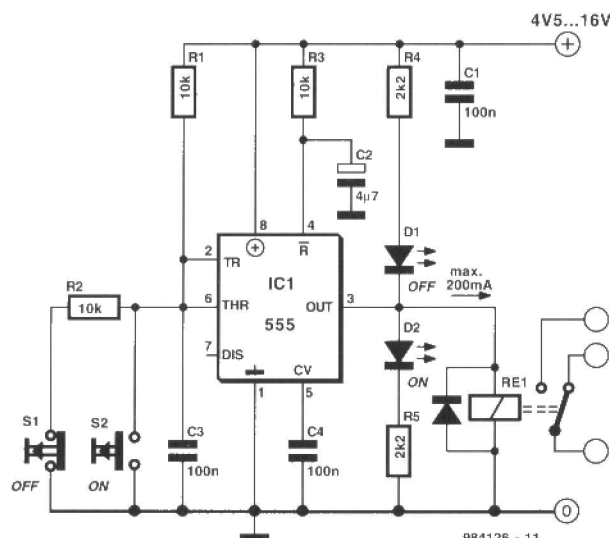 4V5...16V
R1
10k
R3
10k
R4
2k2
C1
100n
C2
4µ7
8
4
2
TR
R
D1
OFF
R2
10k
6
THR
IC1
555
OUT
3
max.
200mA
7
DIS
CV
D2
ON
RE1
1
5
S1
S2
OFF
ON
C3
100n
C4
100n
R5
2k2
0
984126 - 11